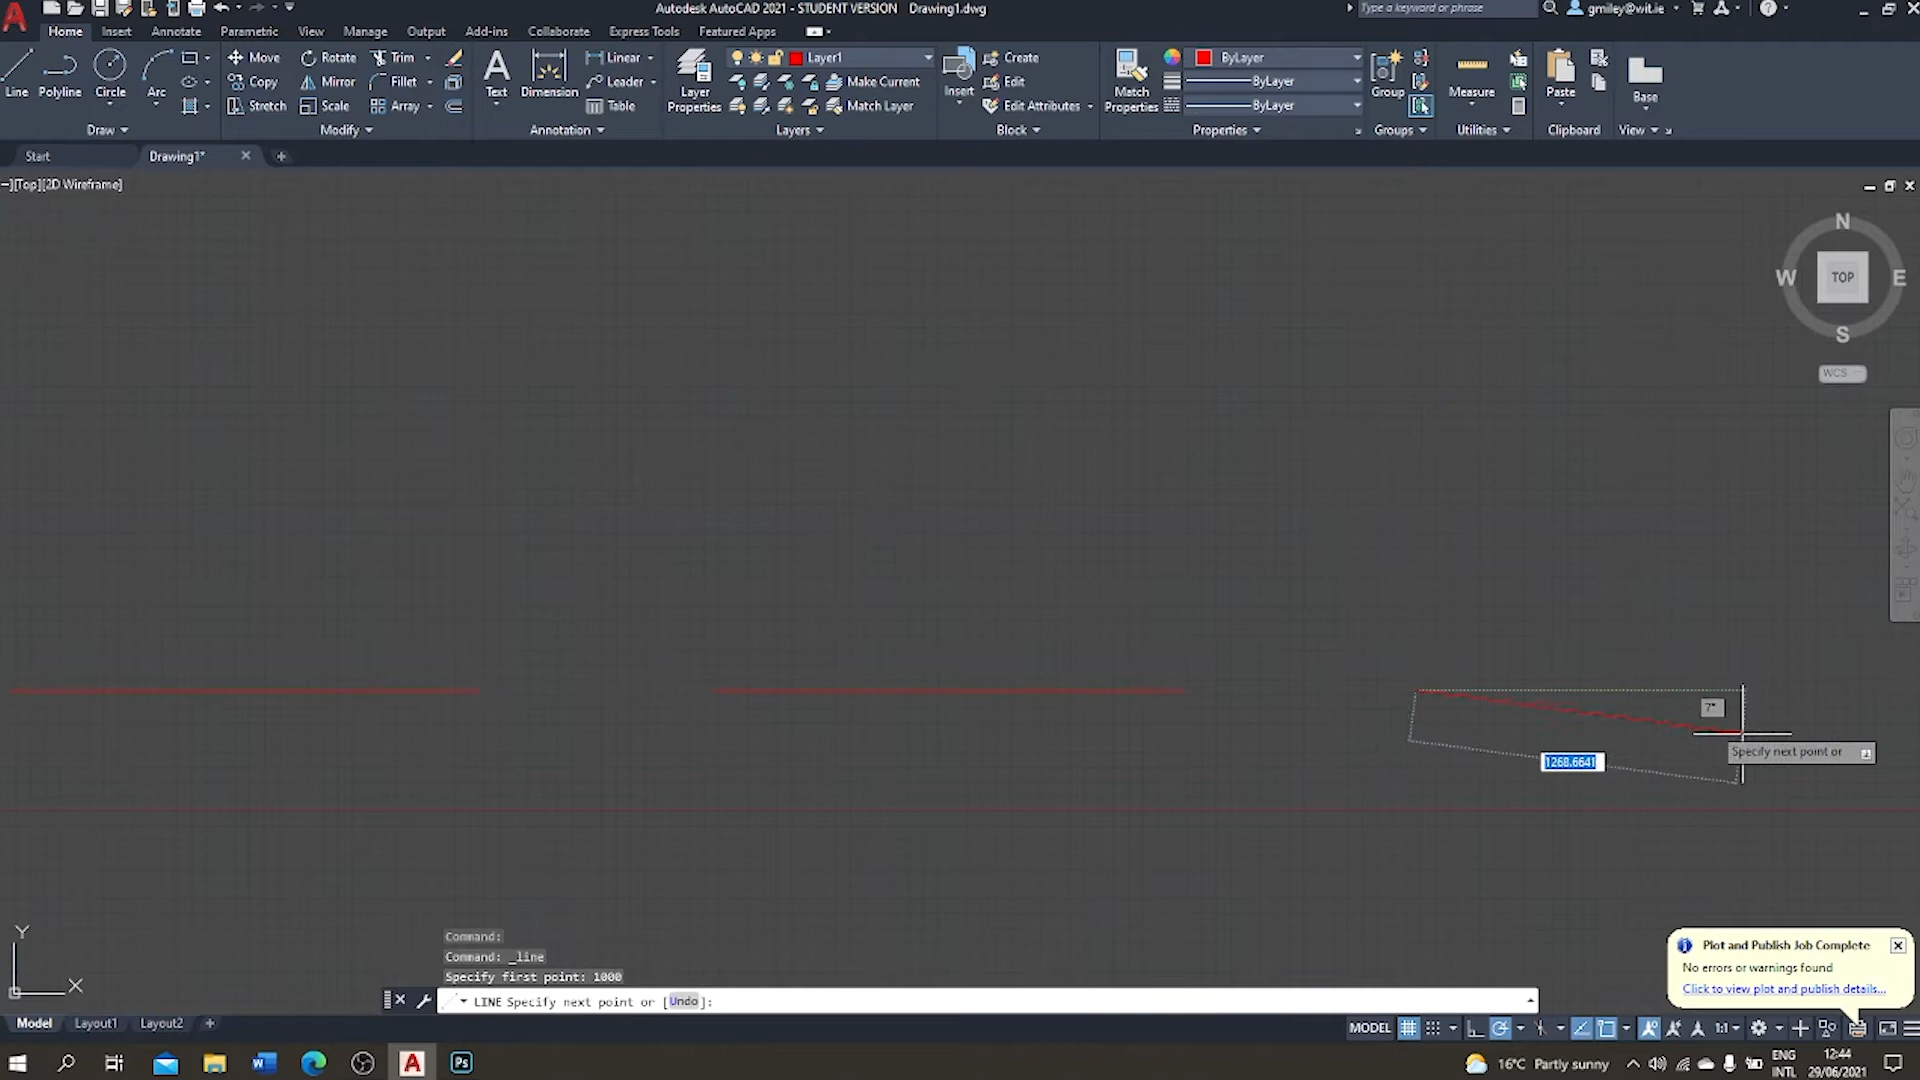 Autodesk AutoCAD 2021 - STUDENT VERSION Drawing1.dwg
Type a keyword or phrase
gmiley@wit.ie
Home Insert Annotate Parametric View Manage Output Add-ins Collaborate Express Tools Featured Apps
Line Polyline Circle Arc
Move Rotate Trim
Copy Mirror Fillet
Stretch Scale Array
Text Dimension
Linear
Leader
Table
Layer Properties
Layer1
Make Current
Match Layer
Insert
Create
Edit
Edit Attributes
Match Properties
ByLayer
ByLayer
ByLayer
Group Measure Paste Base
Draw Modify Annotation Layers Block Properties Groups Utilities Clipboard View
Start Drawing1*
[Top][2D Wireframe]
N
W TOP E
S
WCS
7°
Specify next point or
1268.6641
Y
X
Command:
Command: _line
Specify first point: 1000
LINE Specify next point or [Undo]:
Plot and Publish Job Complete
No errors or warnings found
Click to view plot and publish details...
Model Layout1 Layout2
MODEL 1:1
16°C Partly sunny
ENG INTL
12:44
29/06/2021